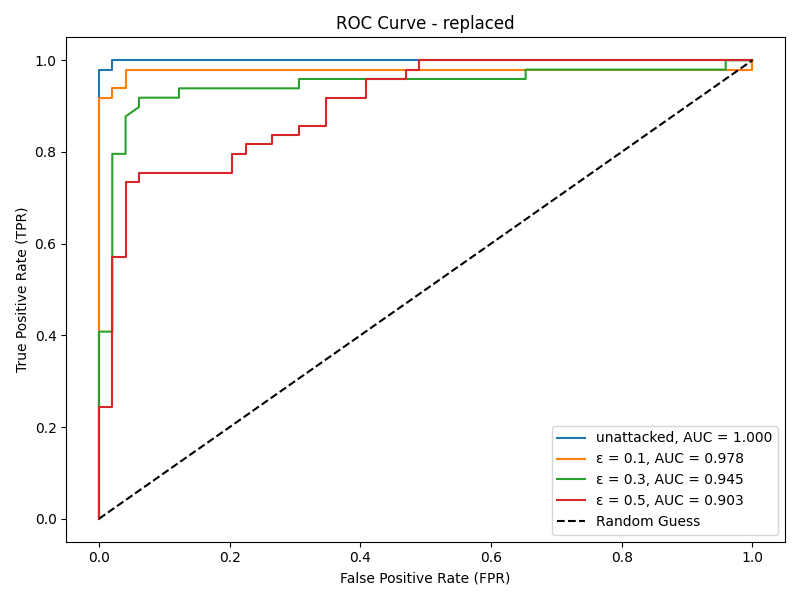 ROC Curve - replaced
True Positive Rate (TPR)
1.0
0.8
0.6
0.4
0.2
0.0
0.0 0.2 0.4 0.6 0.8 1.0
False Positive Rate (FPR)
unattacked, AUC = 1.000
ε = 0.1, AUC = 0.978
ε = 0.3, AUC = 0.945
ε = 0.5, AUC = 0.903
Random Guess